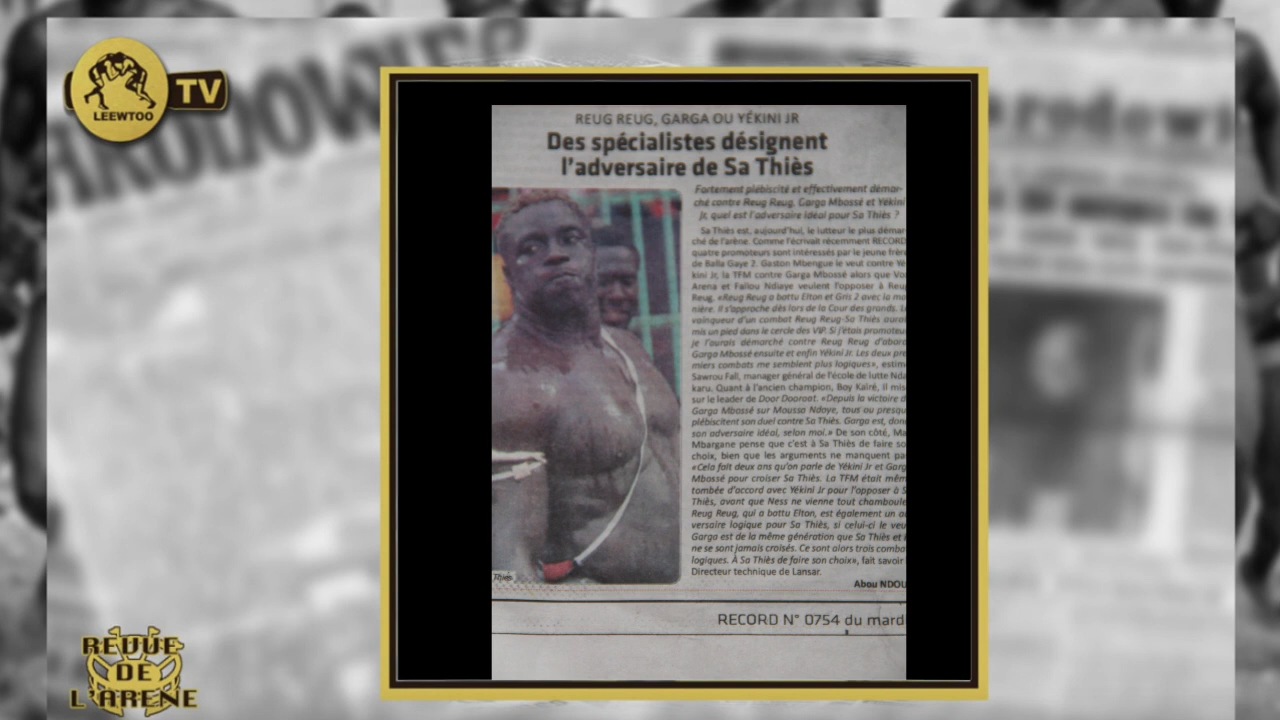 LEEWTOO
TV
REUG REUG, GARGA OU YÉKINI JR
Des spécialistes désignent
l'adversaire de Sa Thiès
Fortement plébiscité et effectivement démar-
ché contre Reug Reug, Garga Mbossé et Yékini
Jr, quel est l'adversaire idéal pour Sa Thiès ?
Sa Thiès est, aujourd'hui, le lutteur le plus démar
ché de l'arène. Comme l'écrivait récemment RECORD
quatre promoteurs sont intéressés par le jeune frère
de Balla Gaye 2. Gaston Mbengue le veut contre Yé
kini Jr, la TFM contre Garga Mbossé alors que Vo
Arena et Fallou Ndiaye veulent l'opposer à Reug
Reug. «Reug Reug a battu Elton et Gris 2 avec la ma
nière. Il s'approche dès lors de la Cour des grands. L
vainqueur d'un combat Reug Reug-Sa Thiès aurai
mis un pied dans le cercle des VIP. Si j'étais promoteu
je l'aurais démarché contre Reug Reug d'abord
Garga Mbossé ensuite et enfin Yékini Jr. Les deux pre
miers combats me semblent plus logiques», estim
Sawrou Fall, manager général de l'école de lutte Nda
karu. Quant à l'ancien champion, Boy Kaïré, il mis
sur le leader de Door Dooraat. «Depuis la victoire d
Garga Mbossé sur Moussa Ndoye, tous ou presqu
plébiscitent son duel contre Sa Thiès. Garga est, don
son adversaire idéal, selon moi.» De son côté, Ma
Mbargane pense que c'est à Sa Thiès de faire so
choix, bien que les arguments ne manquent pa
«Cela fait deux ans qu'on parle de Yékini Jr et Garg
Mbossé pour croiser Sa Thiès. La TFM était mêm
tombée d'accord avec Yékini Jr pour l'opposer à S
Thiès, avant que Ness ne vienne tout chamboule
Reug Reug, qui a battu Elton, est également un a
versaire logique pour Sa Thiès, si celui-ci le veu
Garga est de la même génération que Sa Thiès et i
ne se sont jamais croisés. Ce sont alors trois comba
logiques. À Sa Thiès de faire son choix», fait savoir
Directeur technique de Lansar.
Abou NDOU
Thiès
RECORD N° 0754 du mard
REVUE
DE
L'ARENE